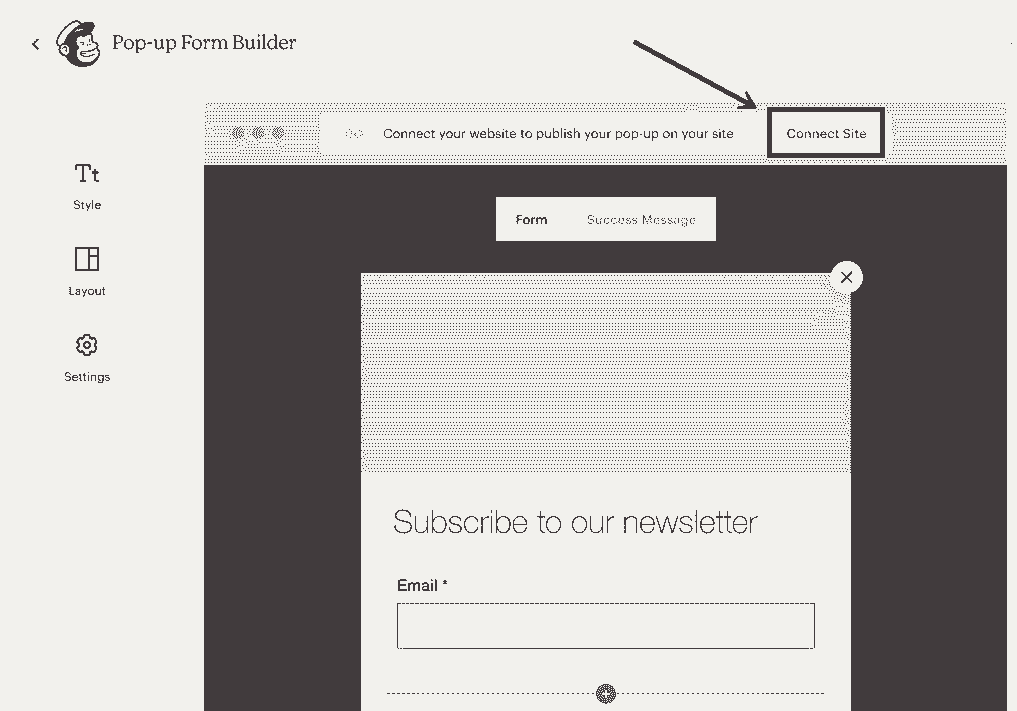 Pop-up Form Builder
Connect your website to publish your pop-up on your site
Connect Site
Style
Layout
Settings
Form
Success Message
Subscribe to our newsletter
Email *